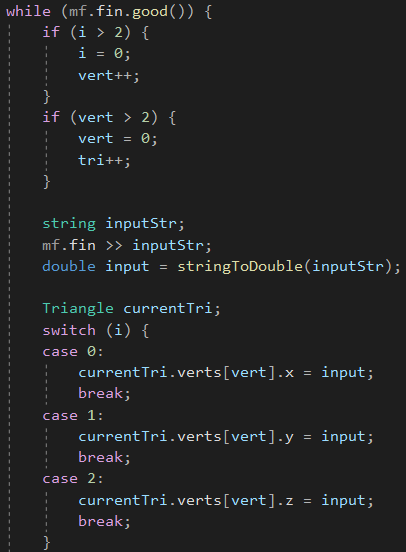 while (mf.fin.good()) {
    if (i > 2) {
        i = 0;
        vert++;
    }
    if (vert > 2) {
        vert = 0;
        tri++;
    }

    string inputStr;
    mf.fin >> inputStr;
    double input = stringToDouble(inputStr);

    Triangle currentTri;
    switch (i) {
    case 0:
        currentTri.verts[vert].x = input;
        break;
    case 1:
        currentTri.verts[vert].y = input;
        break;
    case 2:
        currentTri.verts[vert].z = input;
        break;
    }